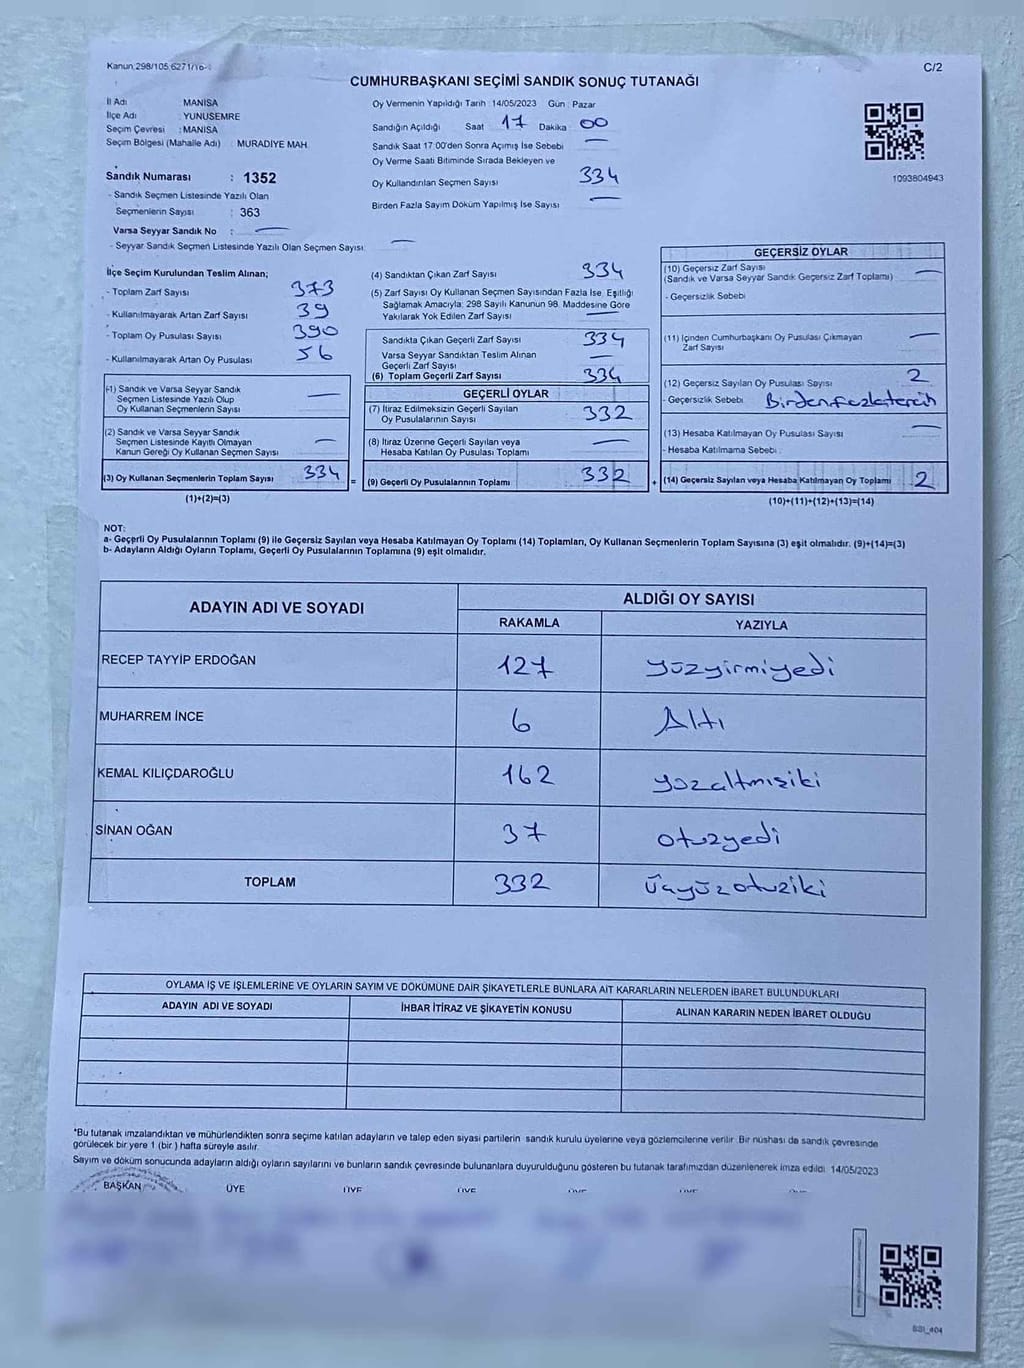 Kanun 298/105 6271/16-
C/2
CUMHURBAŞKANI SEÇİMİ SANDIK SONUÇ TUTANAĞI
İl Adı MANİSA
İlçe Adı YUNUSEMRE
Seçim Çevresi : MANİSA
Seçim Bölgesi (Mahalle Adı) : MURADİYE MAH.
Sandık Numarası : 1352
- Sandık Seçmen Listesinde Yazılı Olan
Seçmenlerin Sayısı : 363
Varsa Seyyar Sandık No : —
- Seyyar Sandık Seçmen Listesinde Yazılı Olan Seçmen Sayısı: —
Oy Vermenin Yapıldığı Tarih : 14/05/2023 Gün : Pazar
Sandığın Açıldığı Saat 17 Dakika : 00
Sandık Saat 17:00'den Sonra Açımış İse Sebebi —
Oy Verme Saati Bitiminde Sırada Bekleyen ve
Oy Kullandırılan Seçmen Sayısı 334
Birden Fazla Sayım Döküm Yapılmış İse Sayısı —
1093804943
İlçe Seçim Kurulundan Teslim Alınan;
- Toplam Zarf Sayısı 373
- Kullanılmayarak Artan Zarf Sayısı 39
- Toplam Oy Pusulası Sayısı 390
- Kullanılmayarak Artan Oy Pusulası 56
(1) Sandık ve Varsa Seyyar Sandık
Seçmen Listesinde Yazılı Olup
Oy Kullanan Seçmenlerin Sayısı —
(2) Sandık ve Varsa Seyyar Sandık
Seçmen Listesinde Kayıtlı Olmayan
Kanun Gereği Oy Kullanan Seçmen Sayısı —
(3) Oy Kullanan Seçmenlerin Toplam Sayısı 334
(1)+(2)=(3)
(4) Sandıktan Çıkan Zarf Sayısı 334
(5) Zarf Sayısı Oy Kullanan Seçmen Sayısından Fazla İse, Eşitliği
Sağlamak Amacıyla; 298 Sayılı Kanunun 98. Maddesine Göre
Yakılarak Yok Edilen Zarf Sayısı —
Sandıkta Çıkan Geçerli Zarf Sayısı 334
Varsa Seyyar Sandıktan Teslim Alınan
Geçerli Zarf Sayısı —
(6) Toplam Geçerli Zarf Sayısı 334
GEÇERLİ OYLAR
(7) İtiraz Edilmeksizin Geçerli Sayılan
Oy Pusulalarının Sayısı 332
(8) İtiraz Üzerine Geçerli Sayılan veya
Hesaba Katılan Oy Pusulası Toplamı —
= (9) Geçerli Oy Pusulalarının Toplamı 332
GEÇERSİZ OYLAR
(10) Geçersiz Zarf Sayısı
(Sandık ve Varsa Seyyar Sandık Geçersiz Zarf Toplamı) —
- Geçersizlik Sebebi
(11) İçinden Cumhurbaşkanı Oy Pusulası Çıkmayan
Zarf Sayısı —
(12) Geçersiz Sayılan Oy Pusulası Sayısı 2
- Geçersizlik Sebebi Birden fazla tercih
(13) Hesaba Katılmayan Oy Pusulası Sayısı —
- Hesaba Katılmama Sebebi :
+ (14) Geçersiz Sayılan veya Hesaba Katılmayan Oy Toplamı 2
(10)+(11)+(12)+(13)=(14)
NOT:
a- Geçerli Oy Pusulalarının Toplamı (9) ile Geçersiz Sayılan veya Hesaba Katılmayan Oy Toplamı (14) Toplamları, Oy Kullanan Seçmenlerin Toplam Sayısına (3) eşit olmalıdır. (9)+(14)=(3)
b- Adayların Aldığı Oyların Toplamı, Geçerli Oy Pusulalarının Toplamına (9) eşit olmalıdır.
ADAYIN ADI VE SOYADI
ALDIĞI OY SAYISI
RAKAMLA YAZIYLA
RECEP TAYYİP ERDOĞAN 127 yüzyirmiyedi
MUHARREM İNCE 6 Altı
KEMAL KILIÇDAROĞLU 162 yüzaltmışiki
SİNAN OĞAN 37 otuzyedi
TOPLAM 332 üçyüzotuziki
OYLAMA İŞ VE İŞLEMLERİNE VE OYLARIN SAYIM VE DÖKÜMÜNE DAİR ŞİKAYETLERLE BUNLARA AİT KARARLARIN NELERDEN İBARET BULUNDUKLARI
ADAYIN ADI VE SOYADI İHBAR İTİRAZ VE ŞİKAYETİN KONUSU ALINAN KARARIN NEDEN İBARET OLDUĞU
*Bu tutanak imzalandıktan ve mühürlendikten sonra seçime katılan adayların ve talep eden siyasi partilerin sandık kurulu üyelerine veya gözlemcilerine verilir. Bir nüshası da sandık çevresinde
görülecek bir yere 1 (bir ) hafta süreyle asılır.
Sayım ve döküm sonucunda adayların aldığı oyların sayılarını ve bunların sandık çevresinde bulunanlara duyurulduğunu gösteren bu tutanak tarafımızdan düzenlenerek imza edildi. 14/05/2023
BAŞKAN ÜYE ÜYE ÜYE ÜYE ÜYE
BSI_404